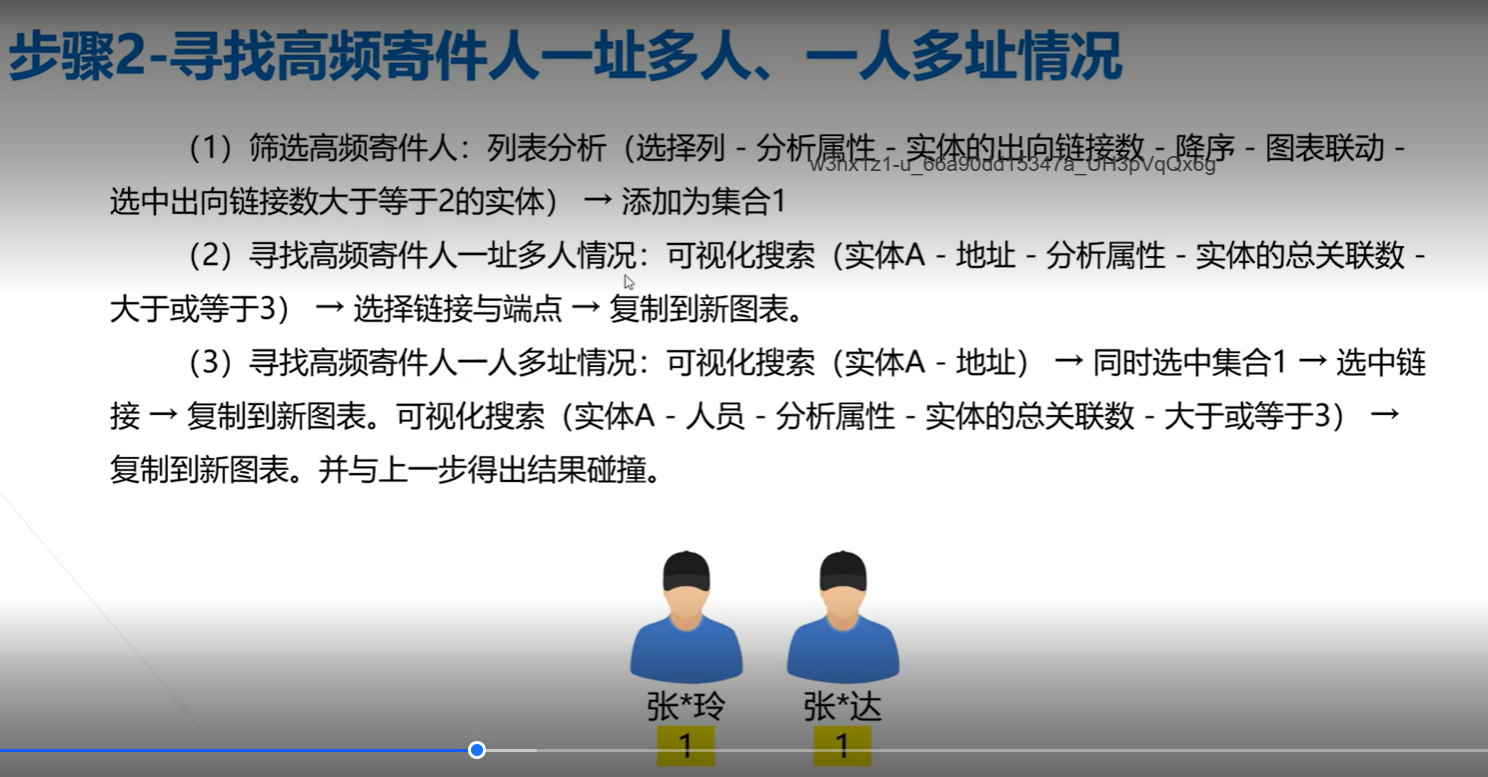 步骤2-寻找高频寄件人一址多人、一人多址情况
（1）筛选高频寄件人：列表分析（选择列 - 分析属性 - 实体的出向链接数 - 降序 - 图表联动 -
w3hx1z1-u_66a90dd15347a_UH3pVqQx6g
选中出向链接数大于等于2的实体） → 添加为集合1
（2）寻找高频寄件人一址多人情况：可视化搜索（实体A - 地址 - 分析属性 - 实体的总关联数 -
大于或等于3） → 选择链接与端点 → 复制到新图表。
（3）寻找高频寄件人一人多址情况：可视化搜索（实体A - 地址） → 同时选中集合1 → 选中链
接 → 复制到新图表。可视化搜索（实体A - 人员 - 分析属性 - 实体的总关联数 - 大于或等于3） →
复制到新图表。并与上一步得出结果碰撞。
张*玲 张*达
1 1